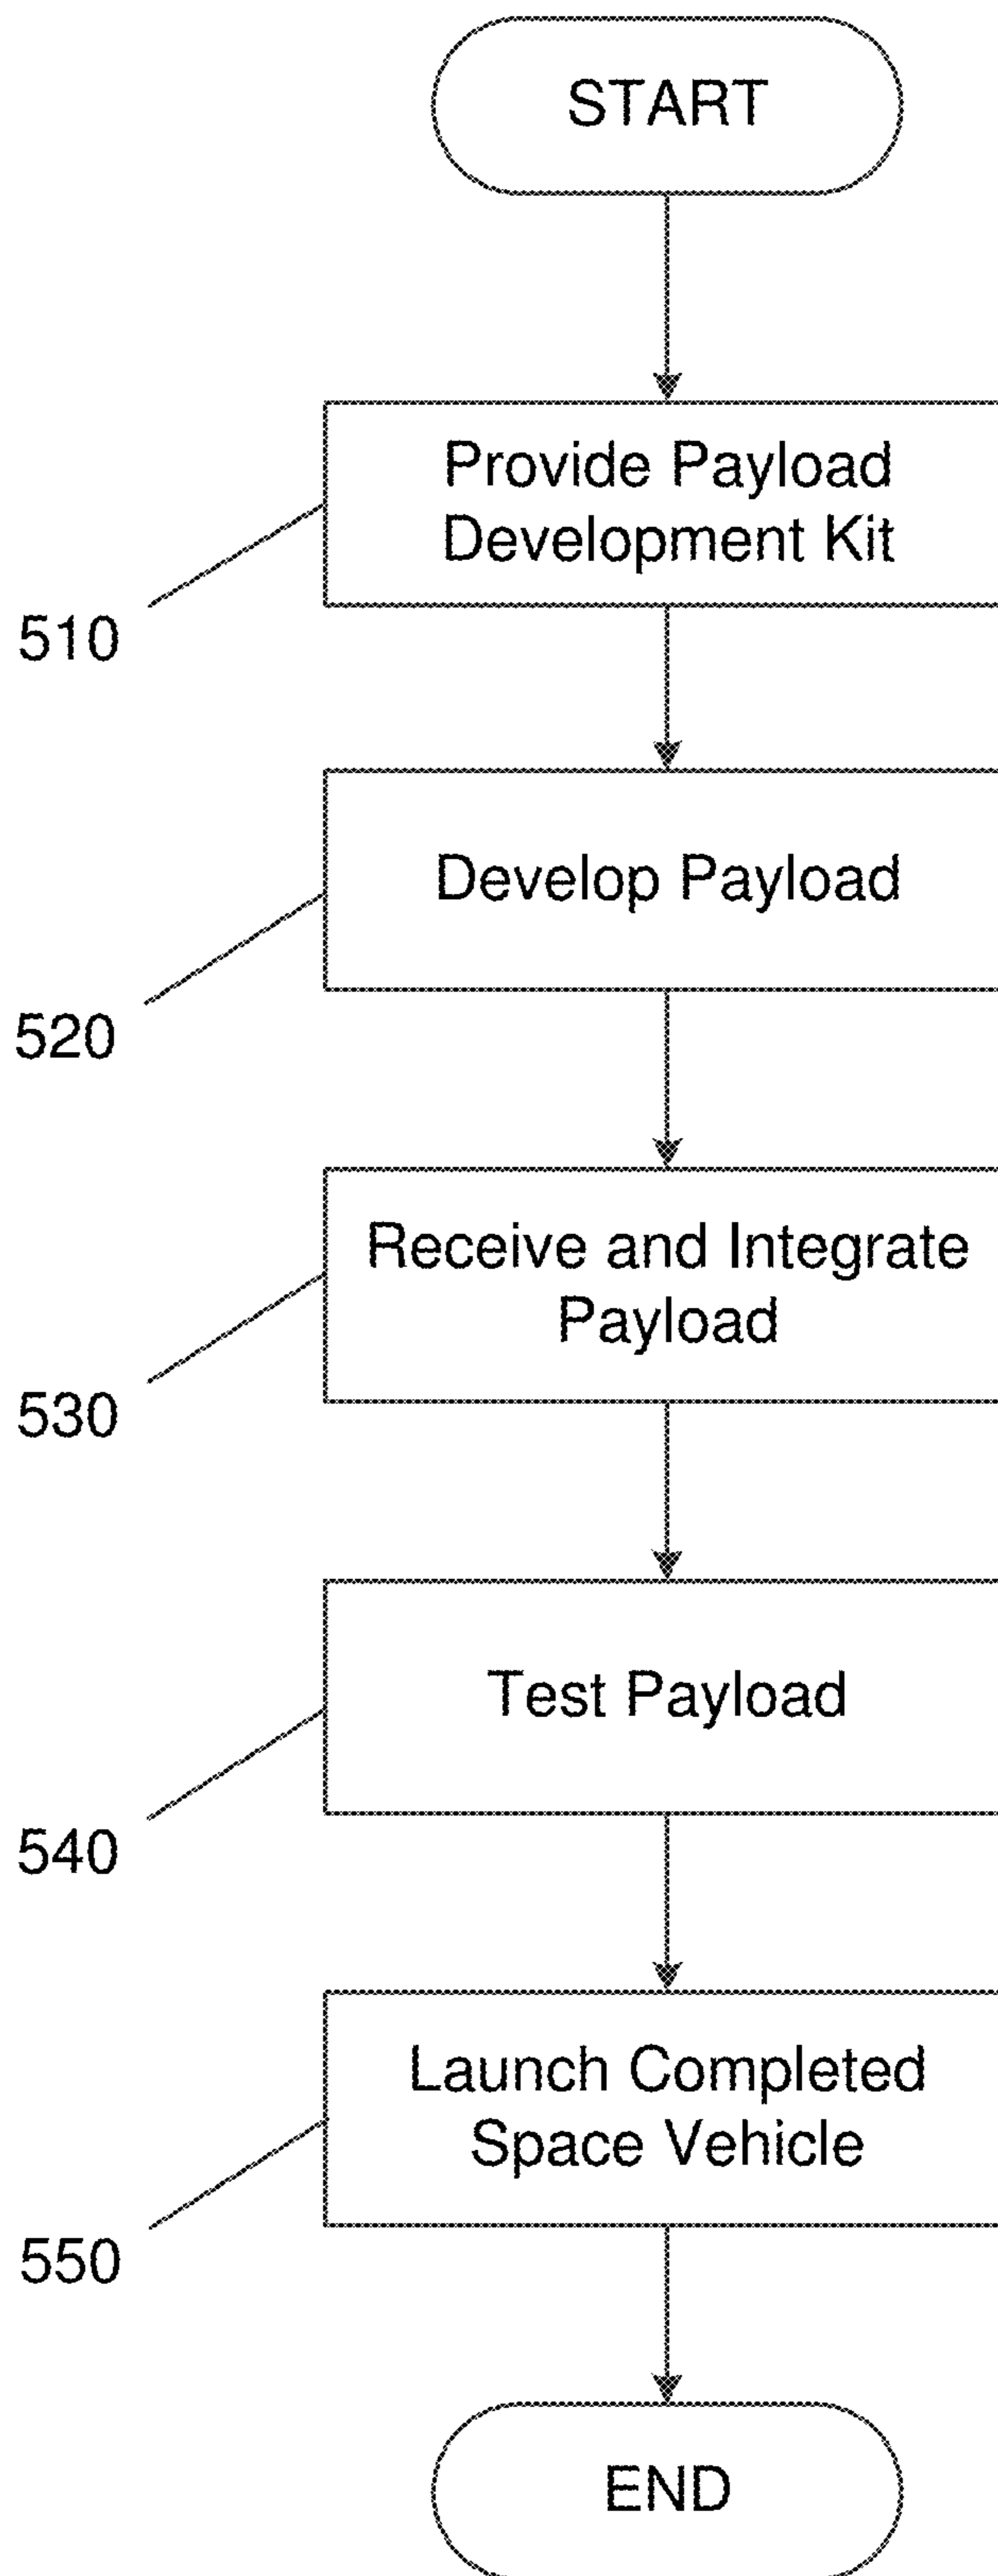 START
Provide Payload
Development Kit
510
Develop Payload
520
Receive and Integrate
Payload
530
Test Payload
540
Launch Completed
Space Vehicle
550
END